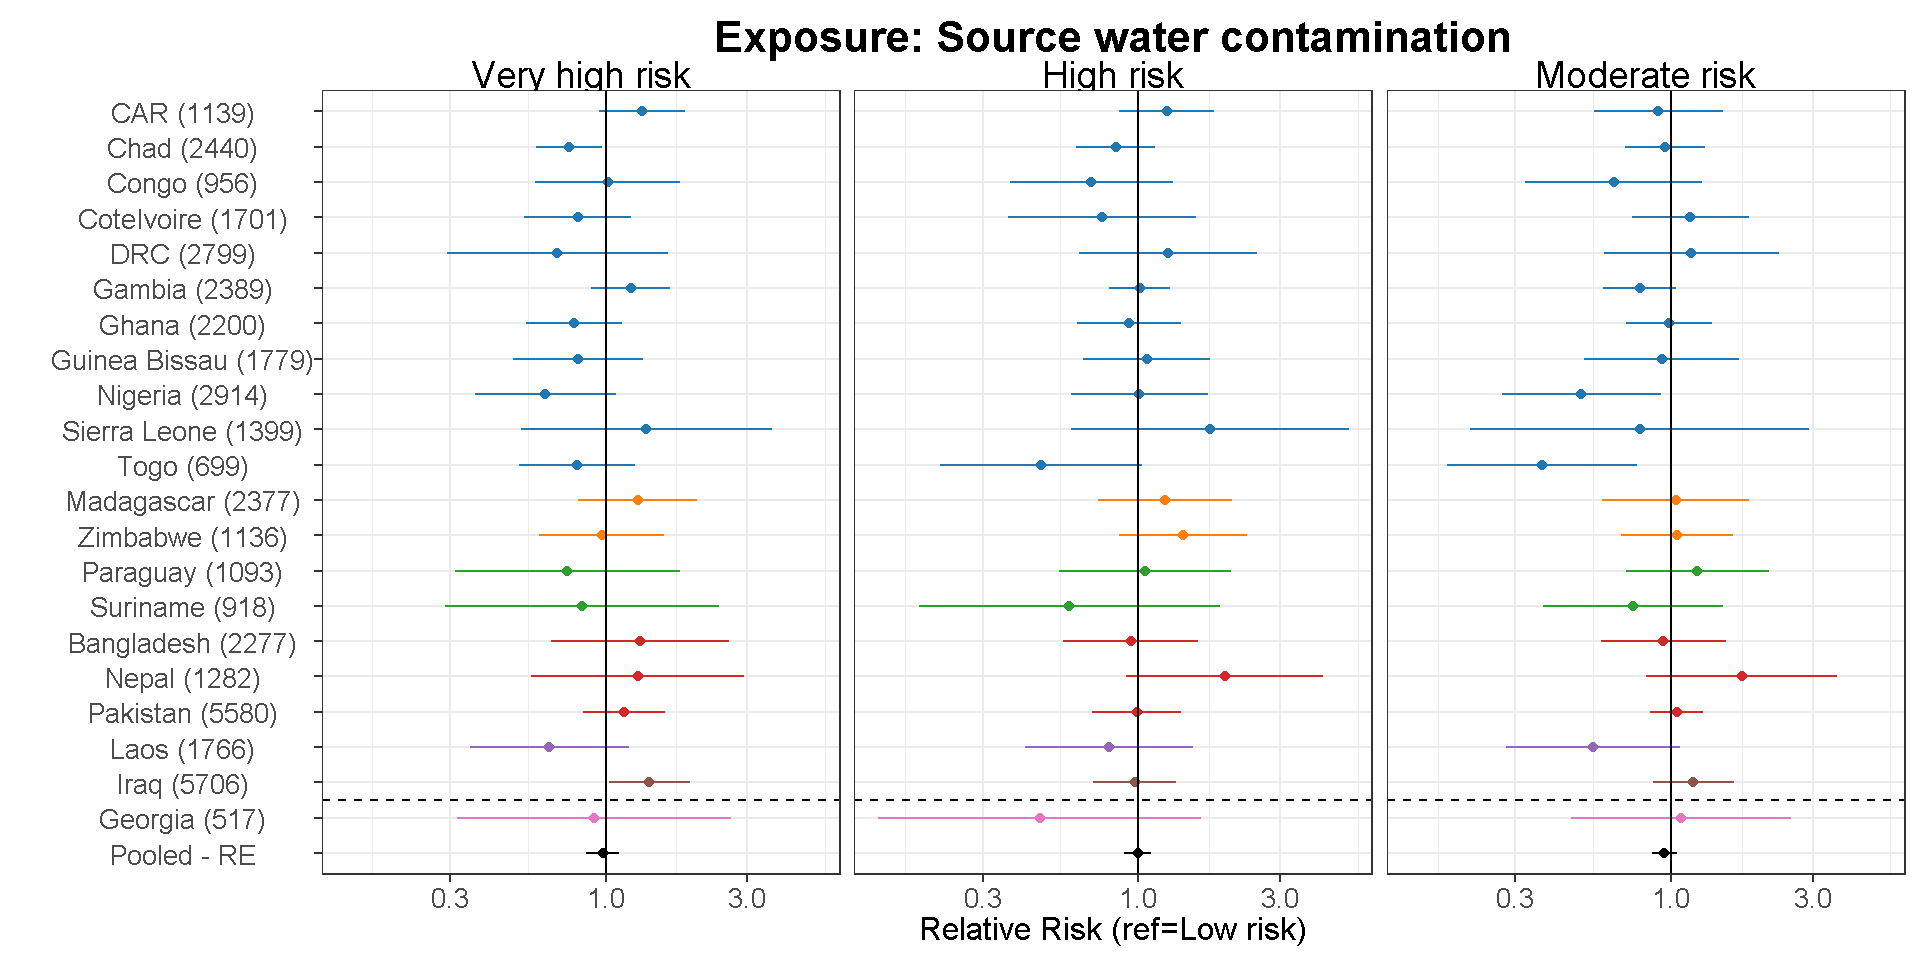 Exposure: Source water contamination
Very high risk High risk Moderate risk
CAR (1139)
Chad (2440)
Congo (956)
CoteIvoire (1701)
DRC (2799)
Gambia (2389)
Ghana (2200)
Guinea Bissau (1779)
Nigeria (2914)
Sierra Leone (1399)
Togo (699)
Madagascar (2377)
Zimbabwe (1136)
Paraguay (1093)
Suriname (918)
Bangladesh (2277)
Nepal (1282)
Pakistan (5580)
Laos (1766)
Iraq (5706)
Georgia (517)
Pooled - RE
0.3 1.0 3.0 0.3 1.0 3.0 0.3 1.0 3.0
Relative Risk (ref=Low risk)